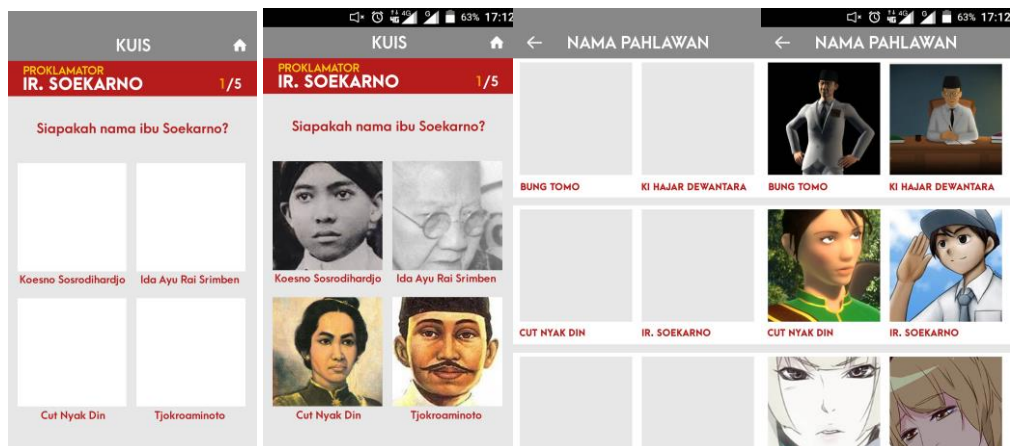 KUIS
PROKLAMATOR
IR. SOEKARNO 1/5
Siapakah nama ibu Soekarno?
Koesno Sosrodihardjo Ida Ayu Rai Srimben
Cut Nyak Din Tjokroaminoto
4G 63% 17:12
KUIS
PROKLAMATOR
IR. SOEKARNO 1/5
Siapakah nama ibu Soekarno?
Koesno Sosrodihardjo Ida Ayu Rai Srimben
Cut Nyak Din Tjokroaminoto
NAMA PAHLAWAN
BUNG TOMO KI HAJAR DEWANTARA
CUT NYAK DIN IR. SOEKARNO
4G 63% 17:12
NAMA PAHLAWAN
BUNG TOMO KI HAJAR DEWANTARA
CUT NYAK DIN IR. SOEKARNO